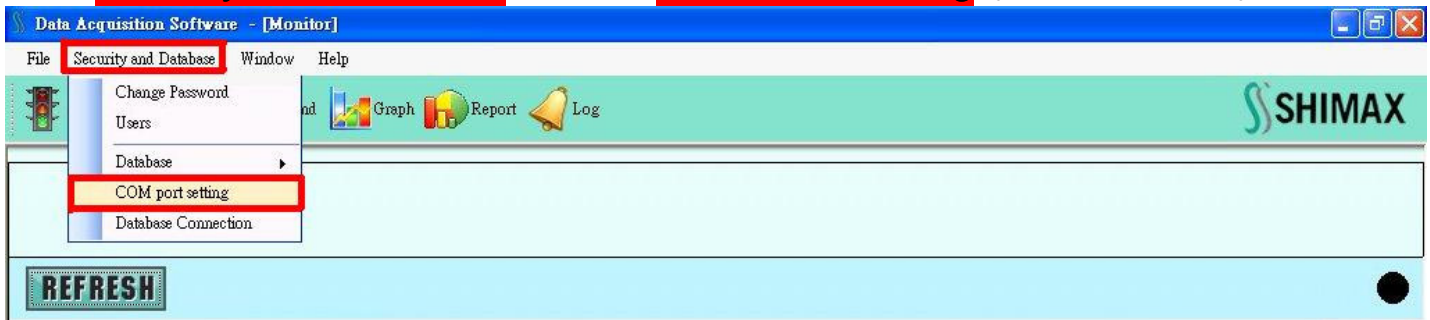 Data Acquisition Software - [Monitor]
File Security and Database Window Help
Change Password
Users
Database
COM port setting
Database Connection
nd Graph Report Log
SHIMAX
REFRESH